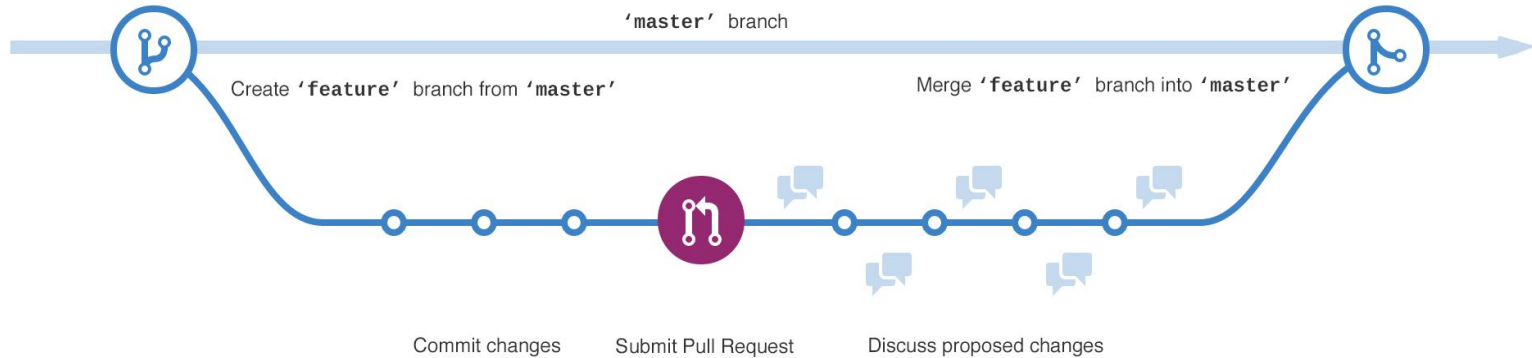 ‘master’ branch
Create ‘feature’ branch from ‘master’
Merge ‘feature’ branch into ‘master’
Commit changes
Submit Pull Request
Discuss proposed changes